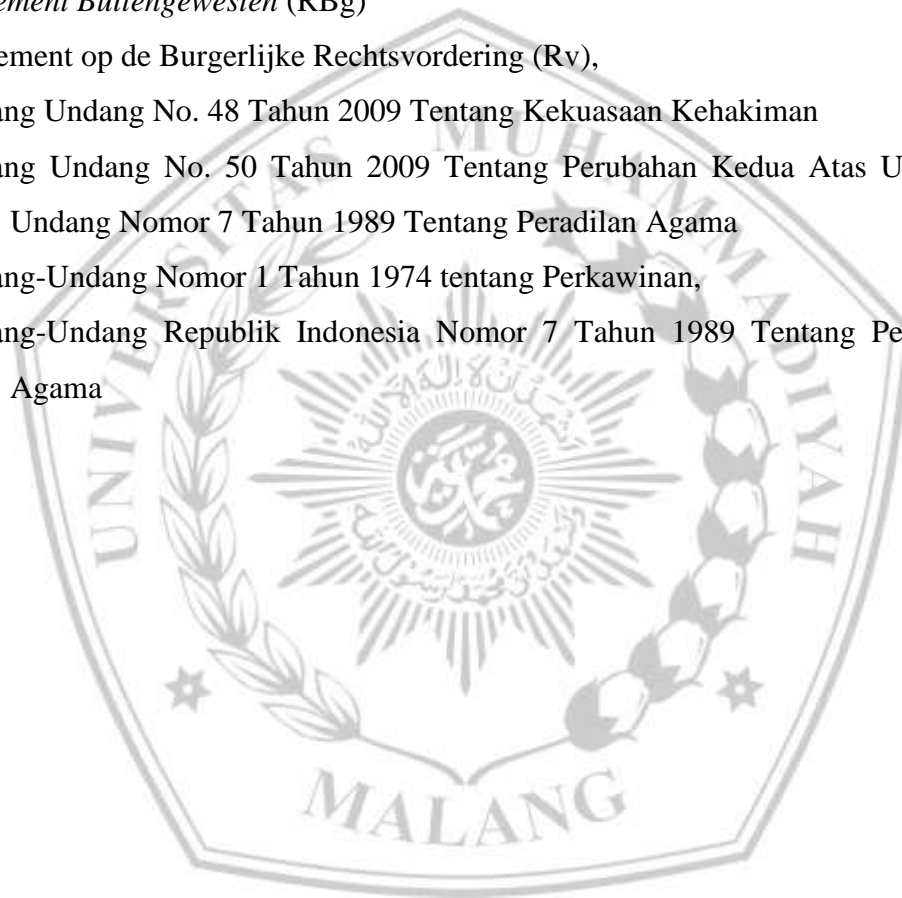 ement Buitengewesten (RBg)
ement op de Burgerlijke Rechtsvordering (Rv),
ang Undang No. 48 Tahun 2009 Tentang Kekuasaan Kehakiman
ang Undang No. 50 Tahun 2009 Tentang Perubahan Kedua Atas U
Undang Nomor 7 Tahun 1989 Tentang Peradilan Agama
ang-Undang Nomor 1 Tahun 1974 tentang Perkawinan,
ang-Undang Republik Indonesia Nomor 7 Tahun 1989 Tentang Pe
Agama
UNIVERSITAS MUHAMMADIYAH
MALANG